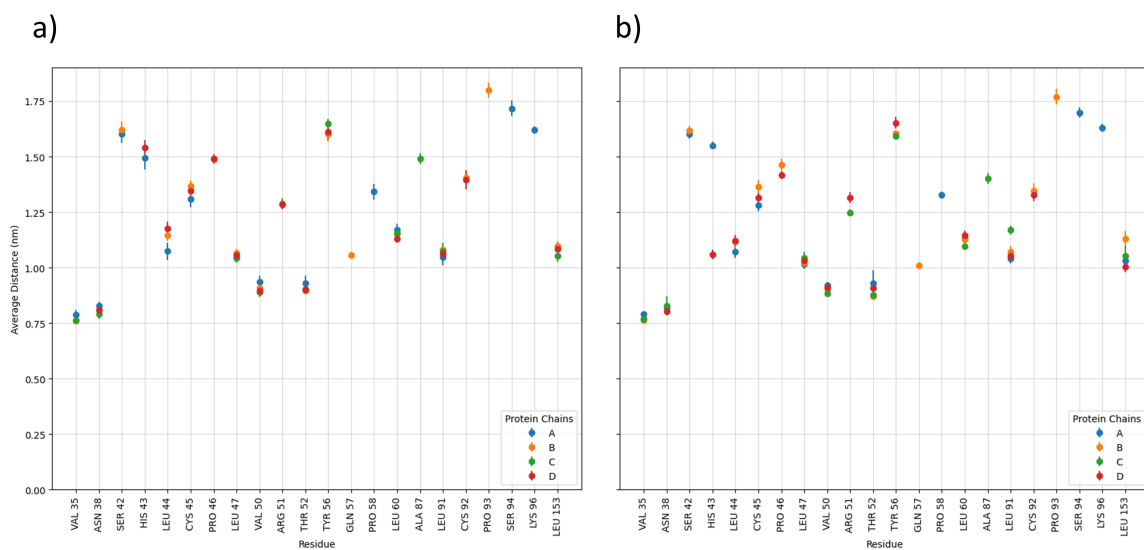 a)
b)
Average Distance (nm)
1.75
1.50
1.25
1.00
0.75
0.50
0.25
0.00
Protein Chains
A
B
C
D
VAL 35
ASN 38
SER 42
HIS 43
LEU 44
CYS 45
PRO 46
LEU 47
VAL 50
ARG 51
THR 52
TYR 56
GLN 57
PRO 58
LEU 60
ALA 87
LEU 91
CYS 92
PRO 93
SER 94
LYS 96
LEU 153
Residue
Protein Chains
A
B
C
D
VAL 35
ASN 38
SER 42
HIS 43
LEU 44
CYS 45
PRO 46
LEU 47
VAL 50
ARG 51
THR 52
TYR 56
GLN 57
PRO 58
LEU 60
ALA 87
LEU 91
CYS 92
PRO 93
SER 94
LYS 96
LEU 153
Residue